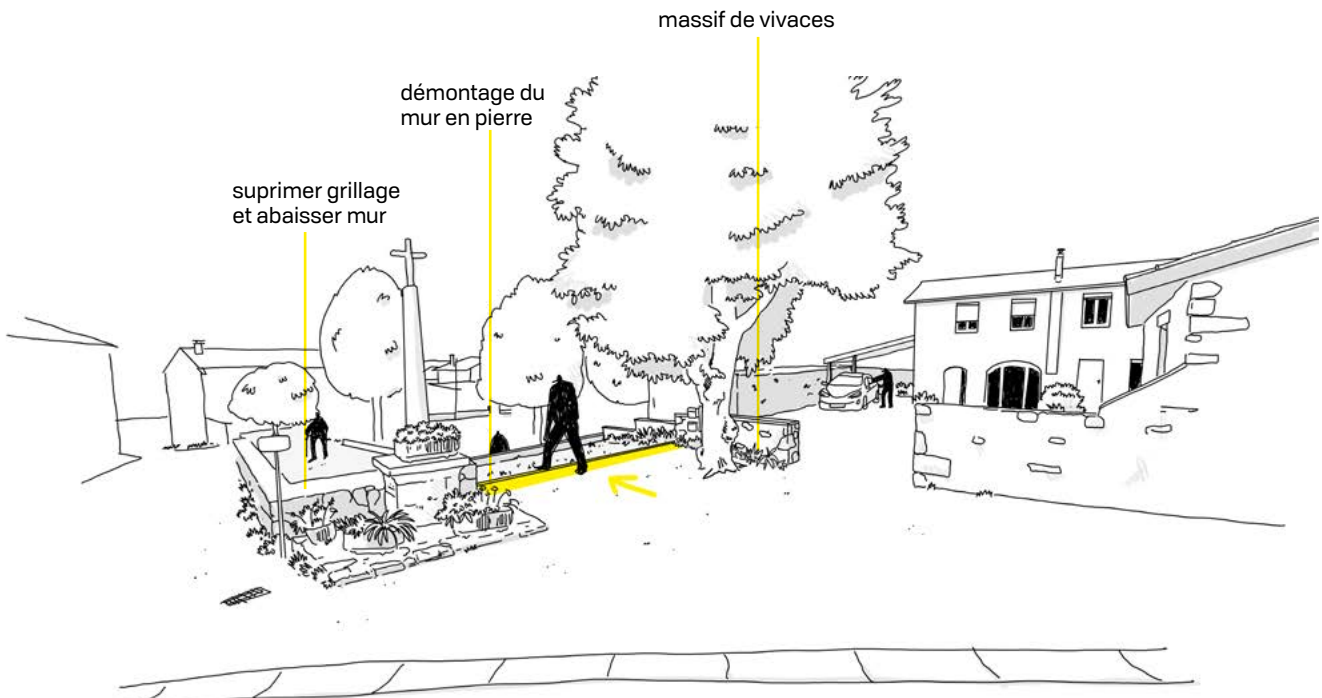 massif de vivaces
démontage du
mur en pierre
suprimer grillage
et abaisser mur